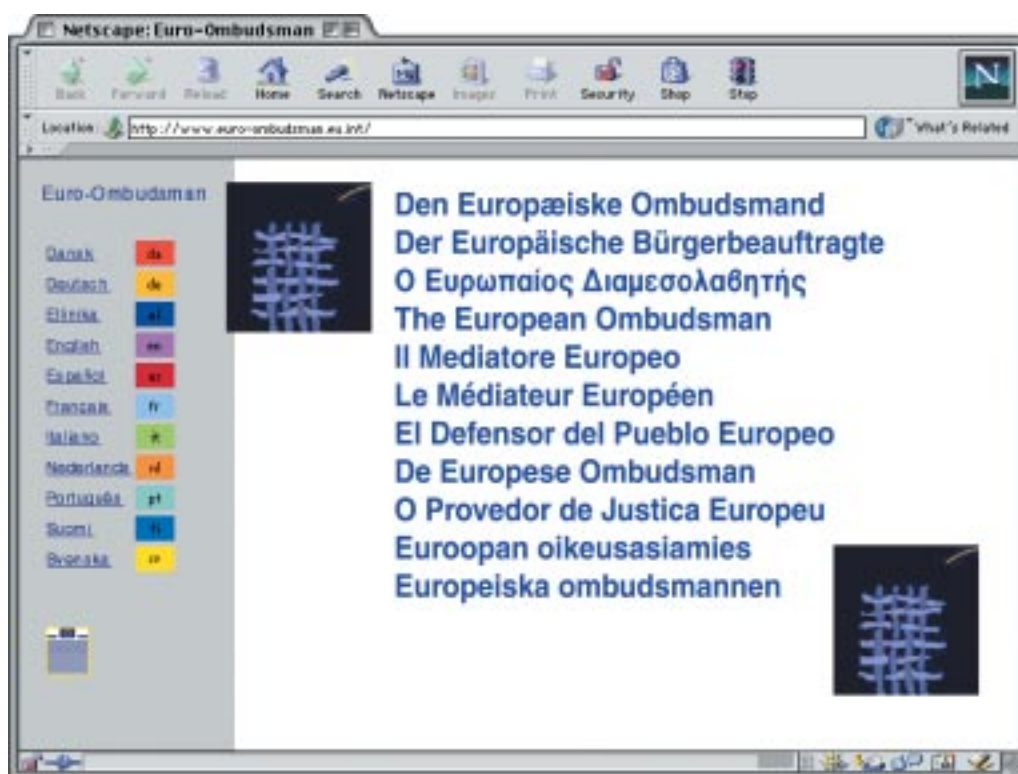 Netscape: Euro-Ombudsman
Back Forward Reload Home Search Netscape Images Print Security Shop Stop
Location: http://www.euro-ombudsman.eu.int/ What's Related
Euro-Ombudsman
Dansk da
Deutsch de
Ellinika el
English en
Español es
Français fr
Italiano it
Nederlands nl
Português pt
Suomi fi
Svenska
Den Europæiske Ombudsmand
Der Europäische Bürgerbeauftragte
Ο Ευρωπαίος Διαμεσολαβητής
The European Ombudsman
Il Mediatore Europeo
Le Médiateur Européen
El Defensor del Pueblo Europeo
De Europese Ombudsman
O Provedor de Justica Europeu
Euroopan oikeusasiamies
Europeiska ombudsmannen